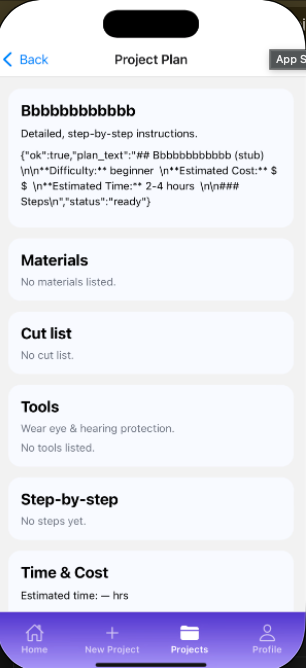 Back
Project Plan
App S
Bbbbbbbbbbbb
Detailed, step-by-step instructions.
{"ok":true,"plan_text":"## Bbbbbbbbbbbb (stub)
\n\n**Difficulty:** beginner  \n**Estimated Cost:** $
$  \n**Estimated Time:** 2-4 hours  \n\n###
Steps\n","status":"ready"}
Materials
No materials listed.
Cut list
No cut list.
Tools
Wear eye & hearing protection.
No tools listed.
Step-by-step
No steps yet.
Time & Cost
Estimated time: — hrs
Home
New Project
Projects
Profile